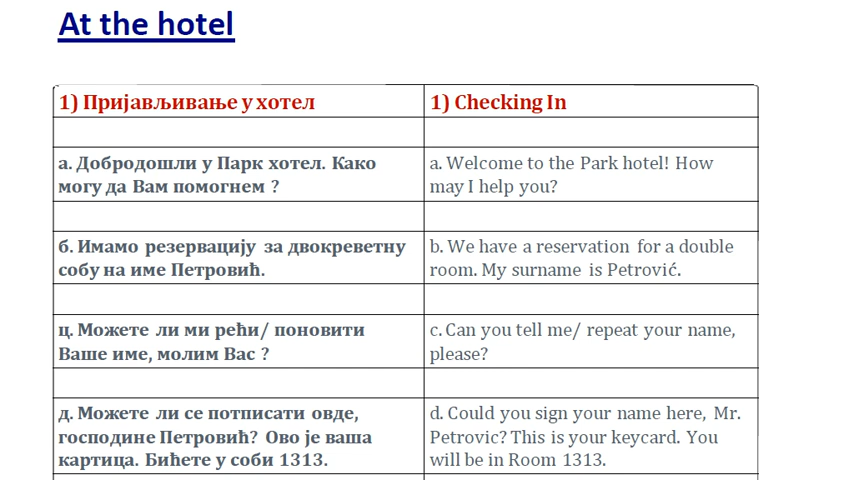 At the hotel
1) Пријављивање у хотел
1) Checking In
а. Добродошли у Парк хотел. Како
могу да Вам помогнем ?
a. Welcome to the Park hotel! How
may I help you?
б. Имамо резервацију за двокреветну
собу на име Петровић.
b. We have a reservation for a double
room. My surname is Petrović.
ц. Можете ли ми рећи/ поновити
Ваше име, молим Вас ?
c. Can you tell me/ repeat your name,
please?
д. Можете ли се потписати овде,
господине Петровић? Ово је ваша
картица. Бићете у соби 1313.
d. Could you sign your name here, Mr.
Petrovic? This is your keycard. You
will be in Room 1313.